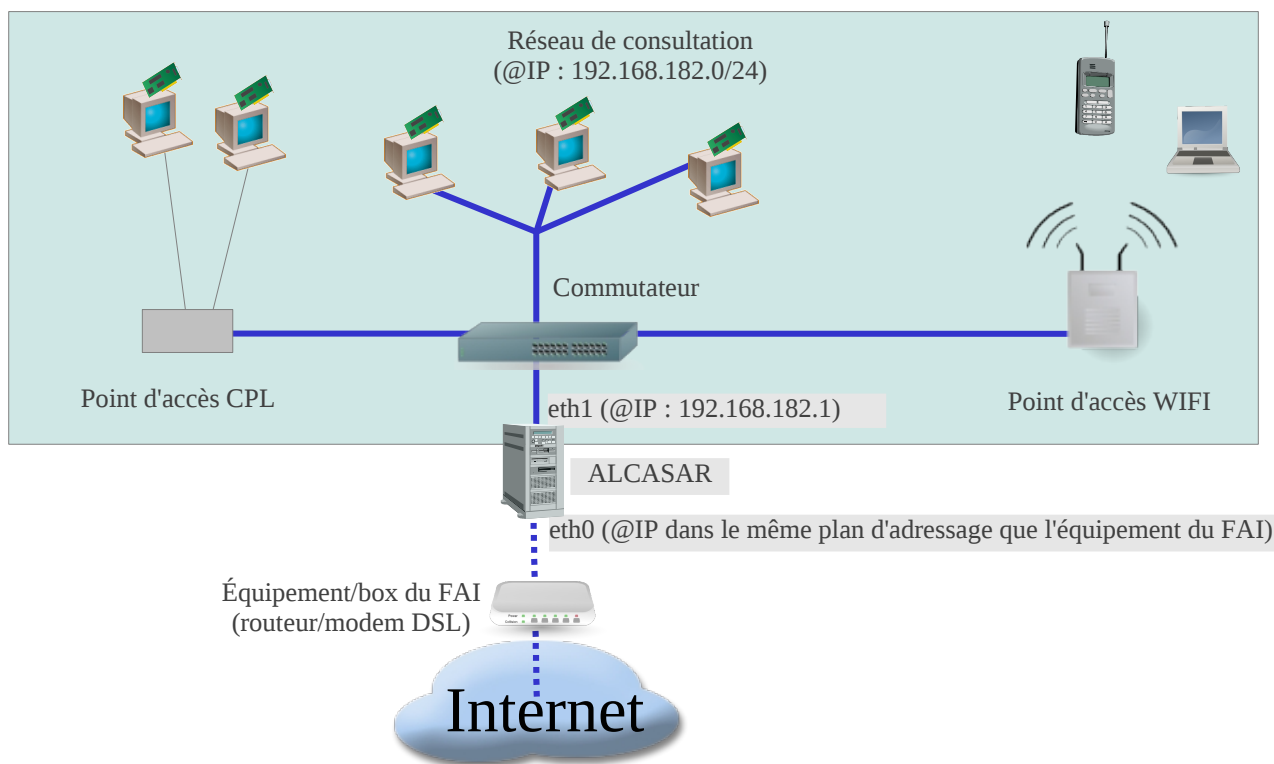 Réseau de consultation
(@IP : 192.168.182.0/24)
Commutateur
Point d'accès CPL
eth1 (@IP : 192.168.182.1)
Point d'accès WIFI
ALCASAR
eth0 (@IP dans le même plan d'adressage que l'équipement du FAI)
Équipement/box du FAI
(routeur/modem DSL)
Internet